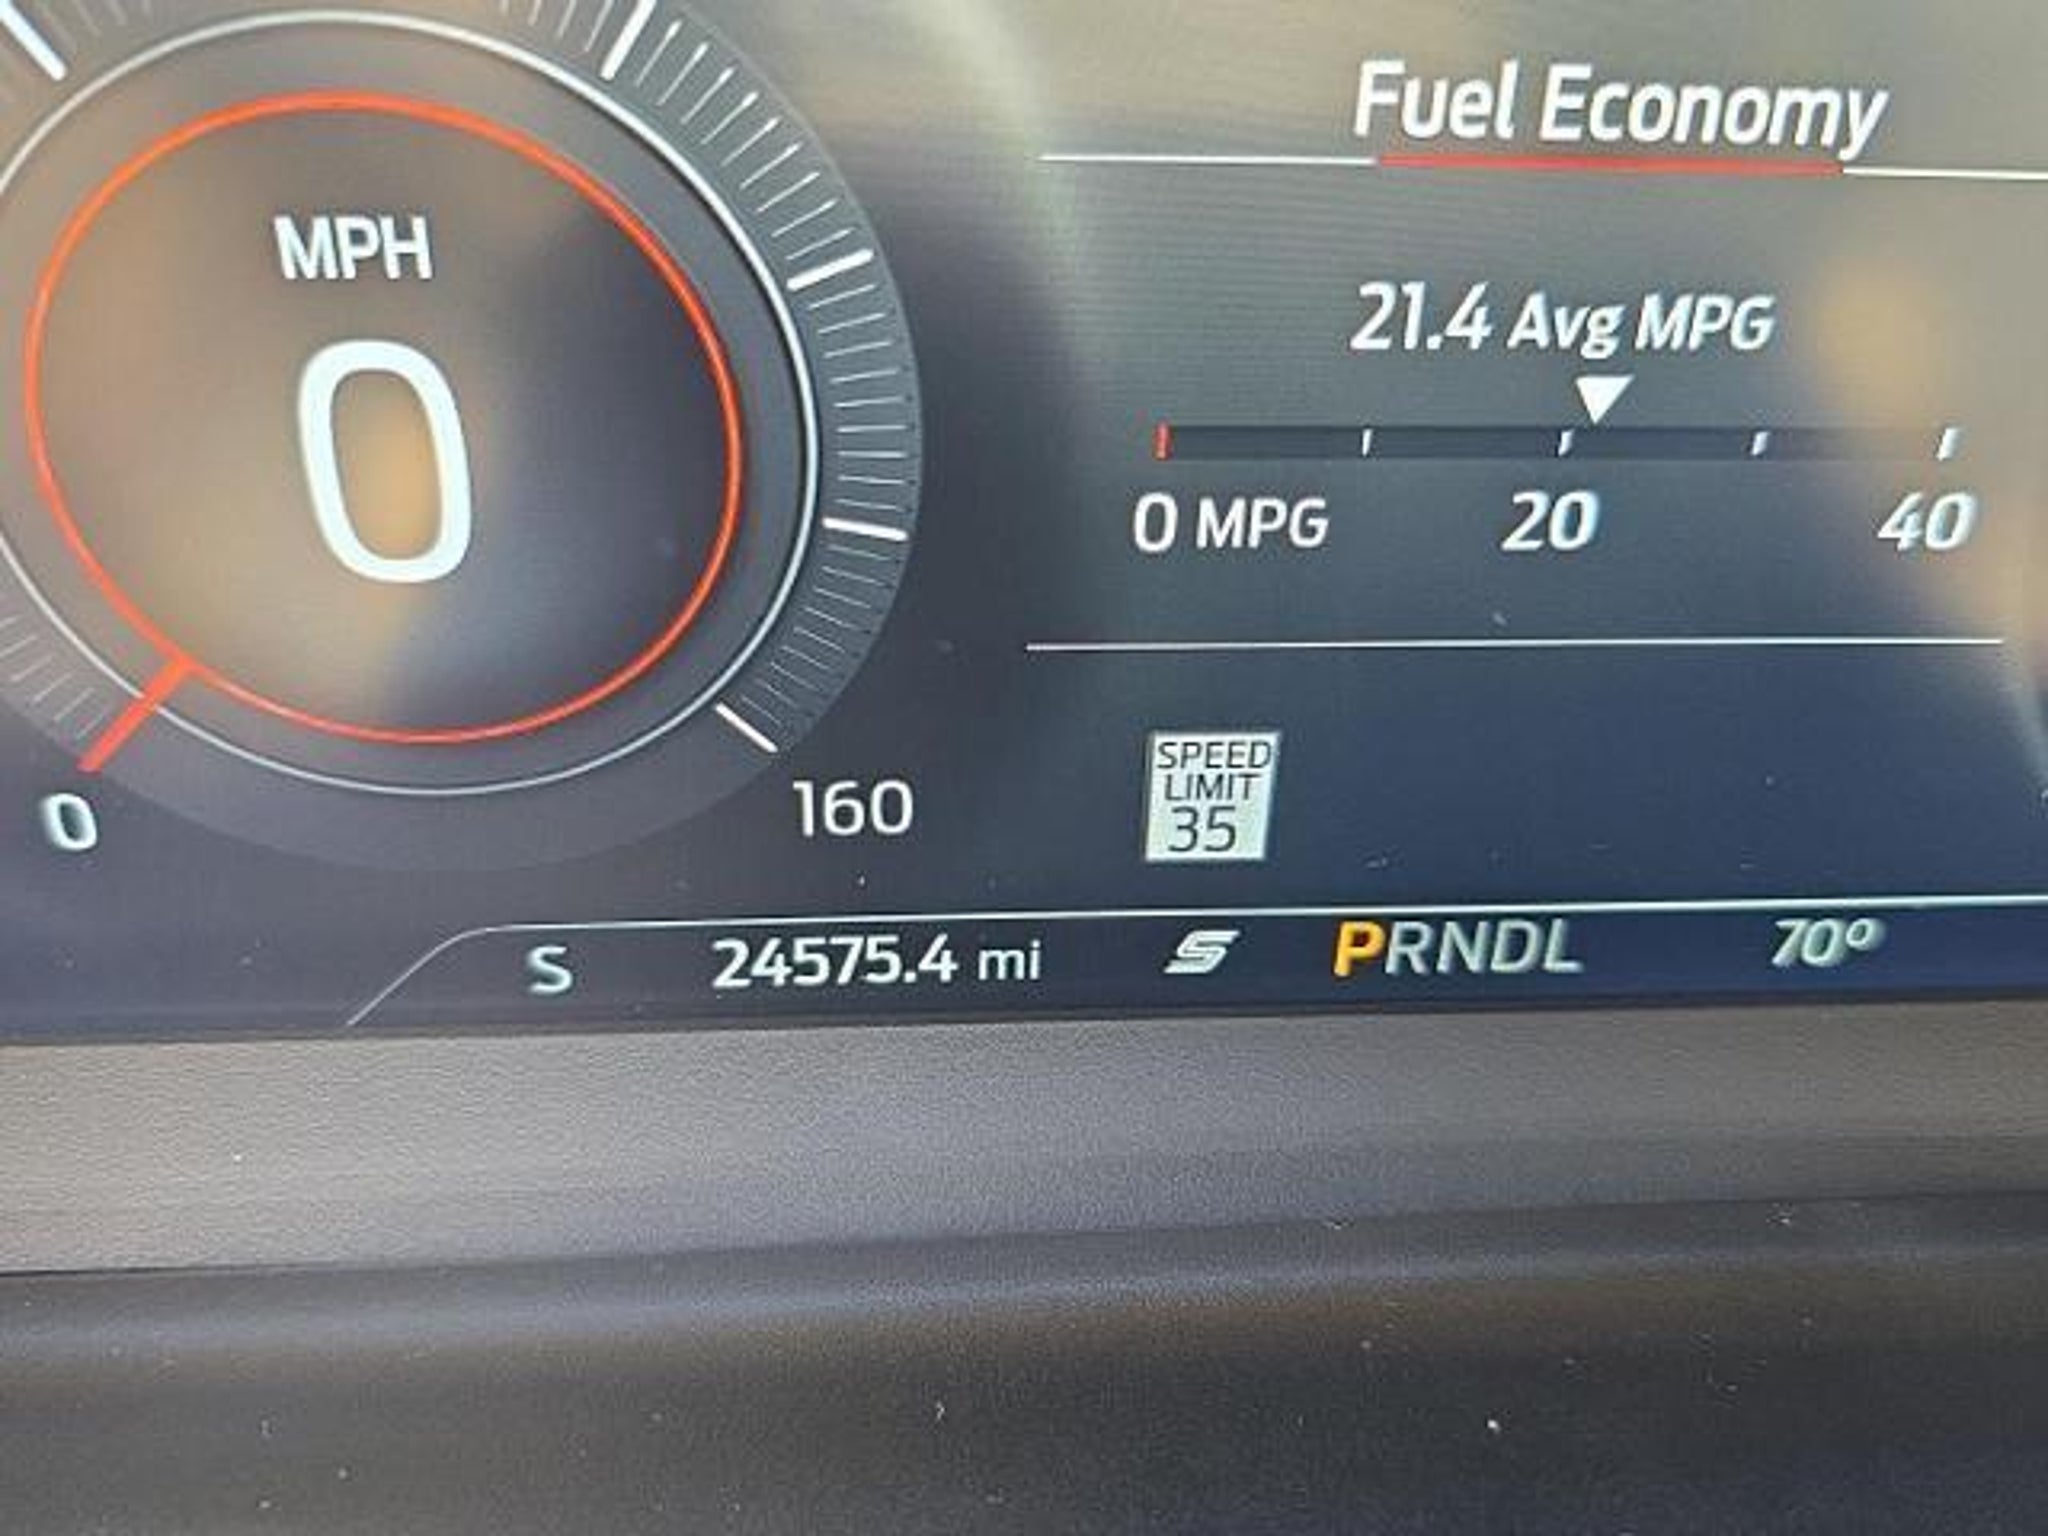 Fuel Economy
MPH
0
21.4 Avg MPG
0 MPG 20 40
0 160
SPEED
LIMIT
35
S 24575.4 mi S PRNDL 70°